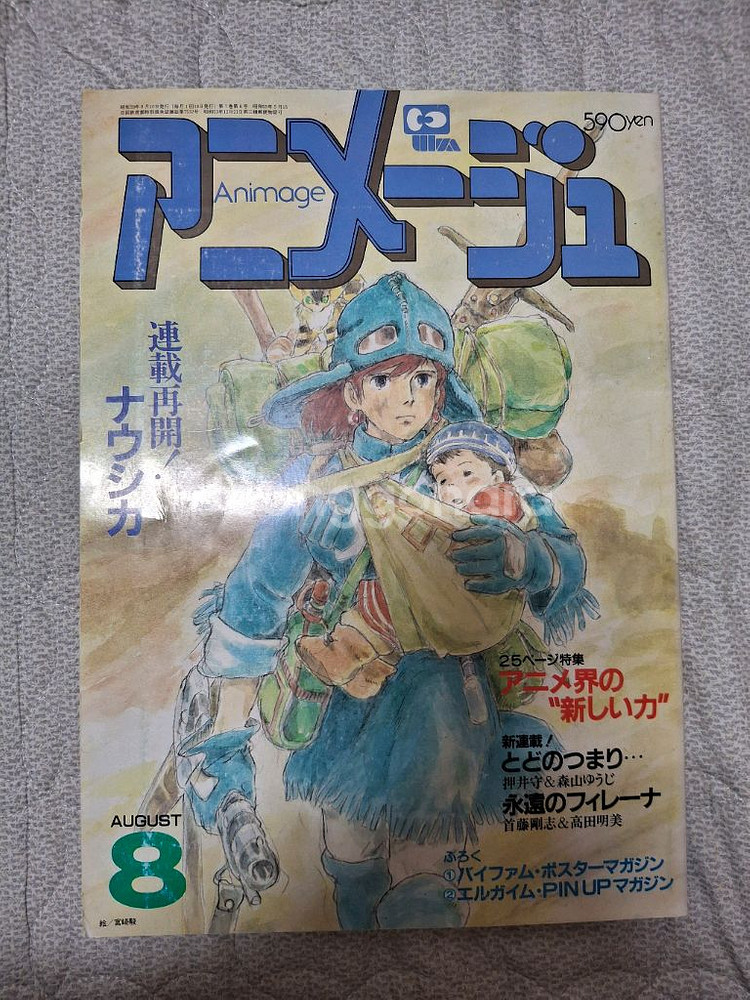 590yen
アニメージュ
Animage
連載再開!
ナウシカ
25ページ特集
アニメ界の
“新しい力”
新連載!
とどのつまり…
押井守&森山ゆうじ
永遠のフィレーナ
首藤剛志&高田明美
AUGUST
8
ふろく
①バイファム・ポスターマガジン
②エルガイム・PIN UPマガジン
絵/宮崎駿